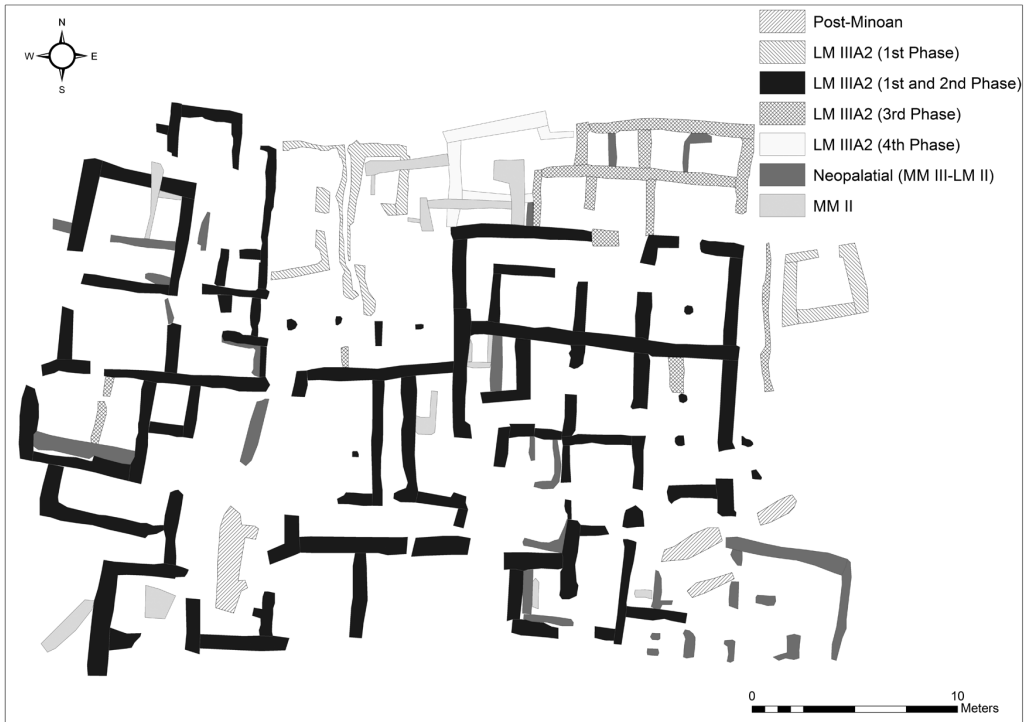 N
W E
S
Post-Minoan
LM IIIA2 (1st Phase)
LM IIIA2 (1st and 2nd Phase)
LM IIIA2 (3rd Phase)
LM IIIA2 (4th Phase)
Neopalatial (MM III-LM II)
MM II
0 10
Meters